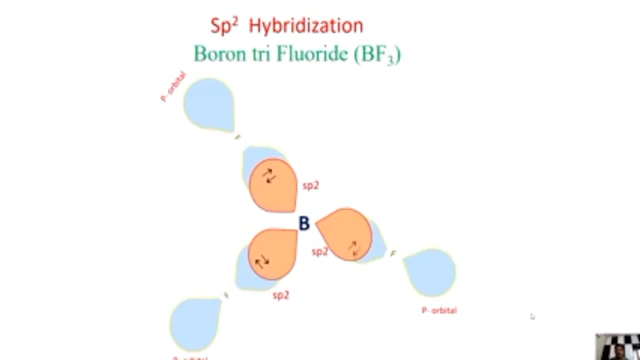 Sp² Hybridization
Boron tri Fluoride (BF₃)
P- orbital
F
sp2
B
sp2
F
sp2
P- orbital